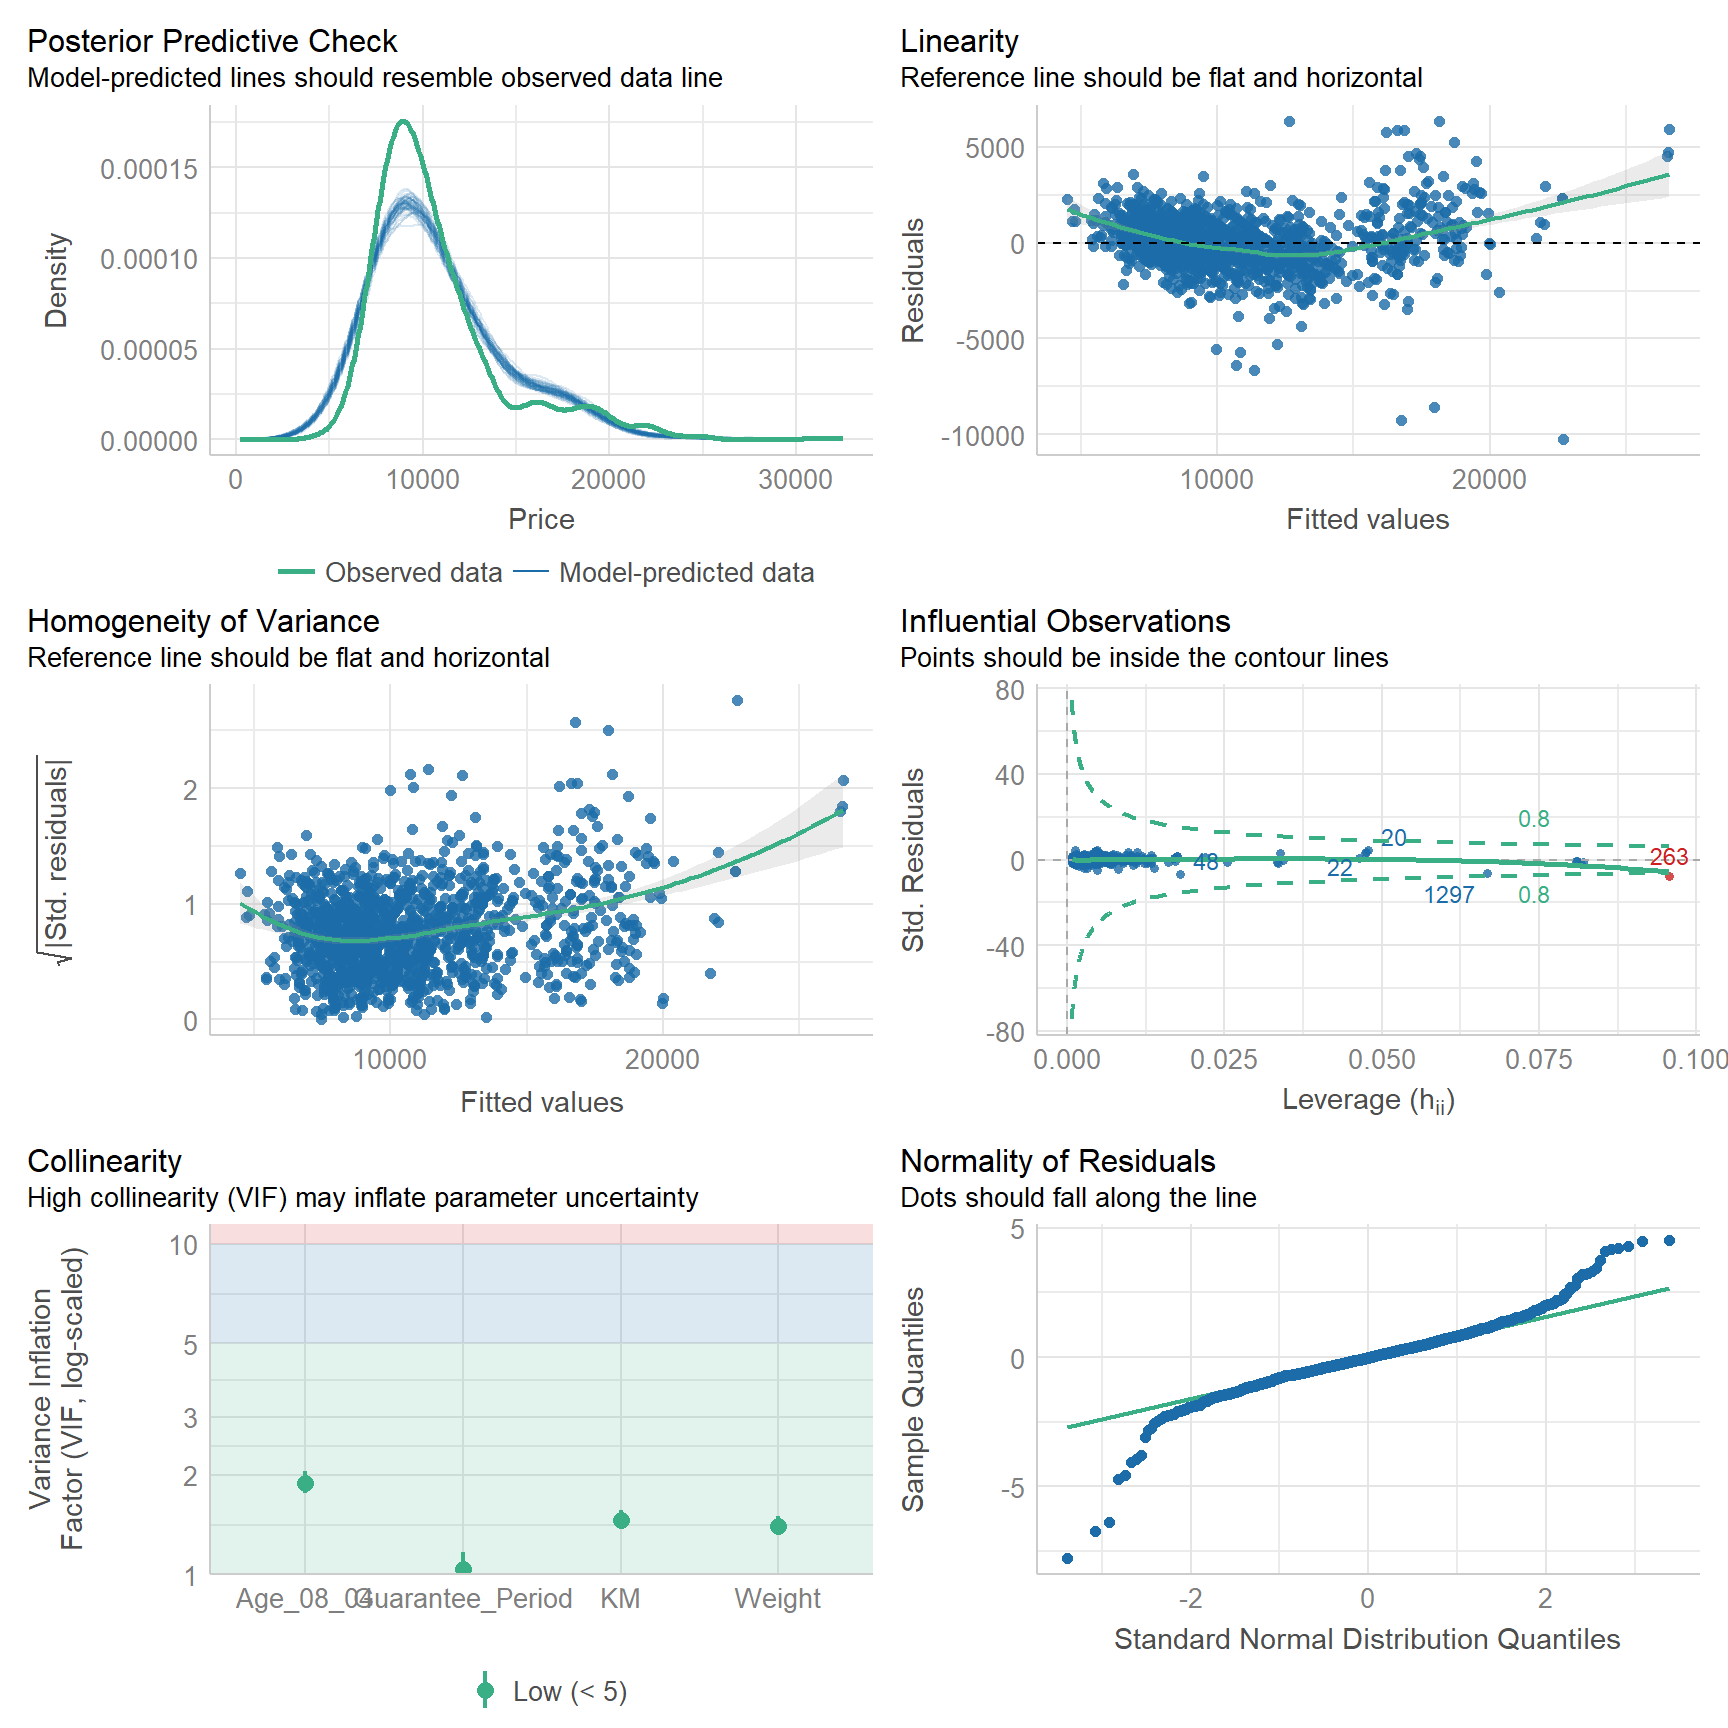 Posterior Predictive Check
Model-predicted lines should resemble observed data line
0.00015
0.00010
0.00005
0.00000
Density
0
10000
20000
30000
Price
Observed data
Model-predicted data
Linearity
Reference line should be flat and horizontal
5000
0
-5000
-10000
Residuals
10000
20000
Fitted values
Homogeneity of Variance
Reference line should be flat and horizontal
2
1
0
√|Std. residuals|
10000
20000
Fitted values
Influential Observations
Points should be inside the contour lines
80
40
0
-40
-80
Std. Residuals
0.8
20
263
48
22
1297
0.8
0.000
0.025
0.050
0.075
0.100
Leverage (hii)
Collinearity
High collinearity (VIF) may inflate parameter uncertainty
10
5
3
2
1
Variance Inflation
Factor (VIF, log-scaled)
Age_08_04
Guarantee_Period
KM
Weight
Low (< 5)
Normality of Residuals
Dots should fall along the line
5
0
-5
Sample Quantiles
-2
0
2
Standard Normal Distribution Quantiles